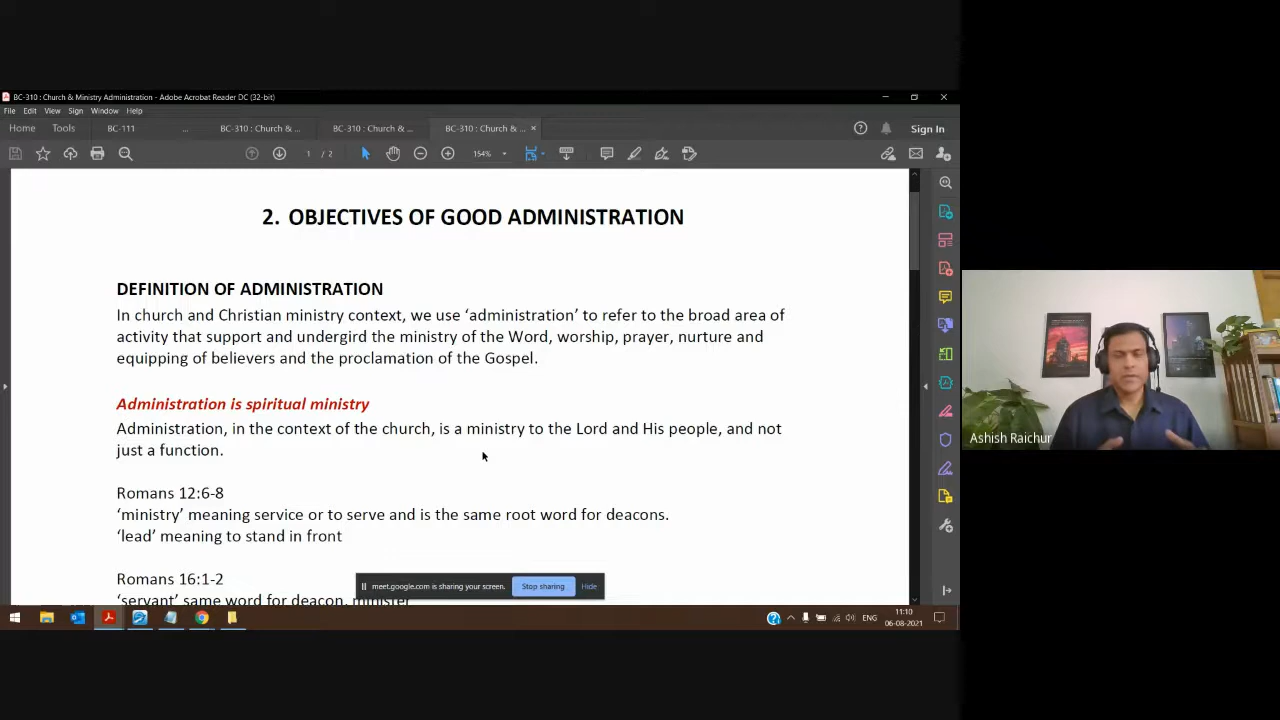 BC-310 : Church & Ministry Administration - Adobe Acrobat Reader DC (32-bit)
File Edit View Sign Window Help
Home Tools BC-111 ... BC-310 : Church & ... BC-310 : Church & ... BC-310 : Church & ... × Sign In
1 / 2 154%
2. OBJECTIVES OF GOOD ADMINISTRATION
DEFINITION OF ADMINISTRATION
In church and Christian ministry context, we use ‘administration’ to refer to the broad area of
activity that support and undergird the ministry of the Word, worship, prayer, nurture and
equipping of believers and the proclamation of the Gospel.
Administration is spiritual ministry
Administration, in the context of the church, is a ministry to the Lord and His people, and not
just a function.
Romans 12:6-8
‘ministry’ meaning service or to serve and is the same root word for deacons.
‘lead’ meaning to stand in front
Romans 16:1-2
‘servant’ same word for deacon, minister
meet.google.com is sharing your screen. Stop sharing Hide
ENG 11:10
06-08-2021
Ashish Raichur